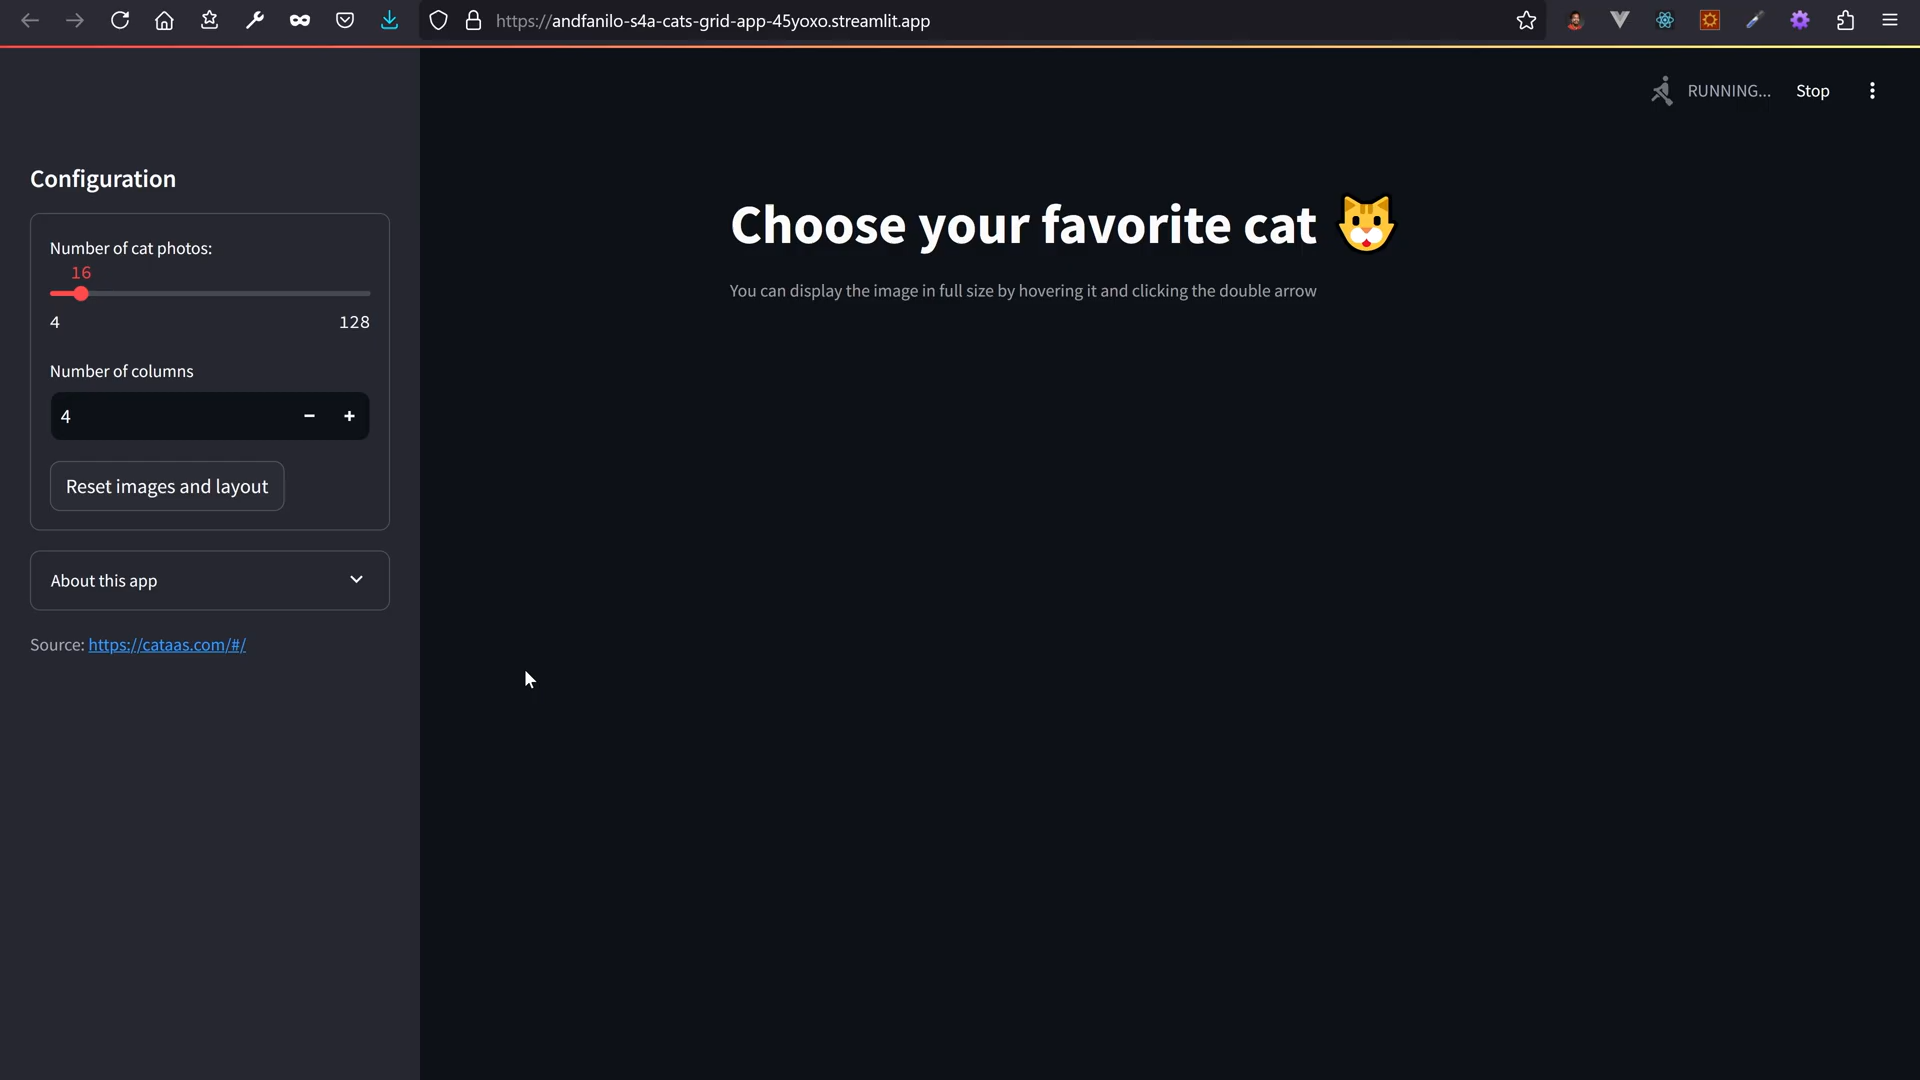 https://andfanilo-s4a-cats-grid-app-45yoxo.streamlit.app
RUNNING...
Stop
Configuration
Number of cat photos:
16
4
128
Number of columns
4
Reset images and layout
About this app
Source: https://cataas.com/#/
Choose your favorite cat 🐱
You can display the image in full size by hovering it and clicking the double arrow